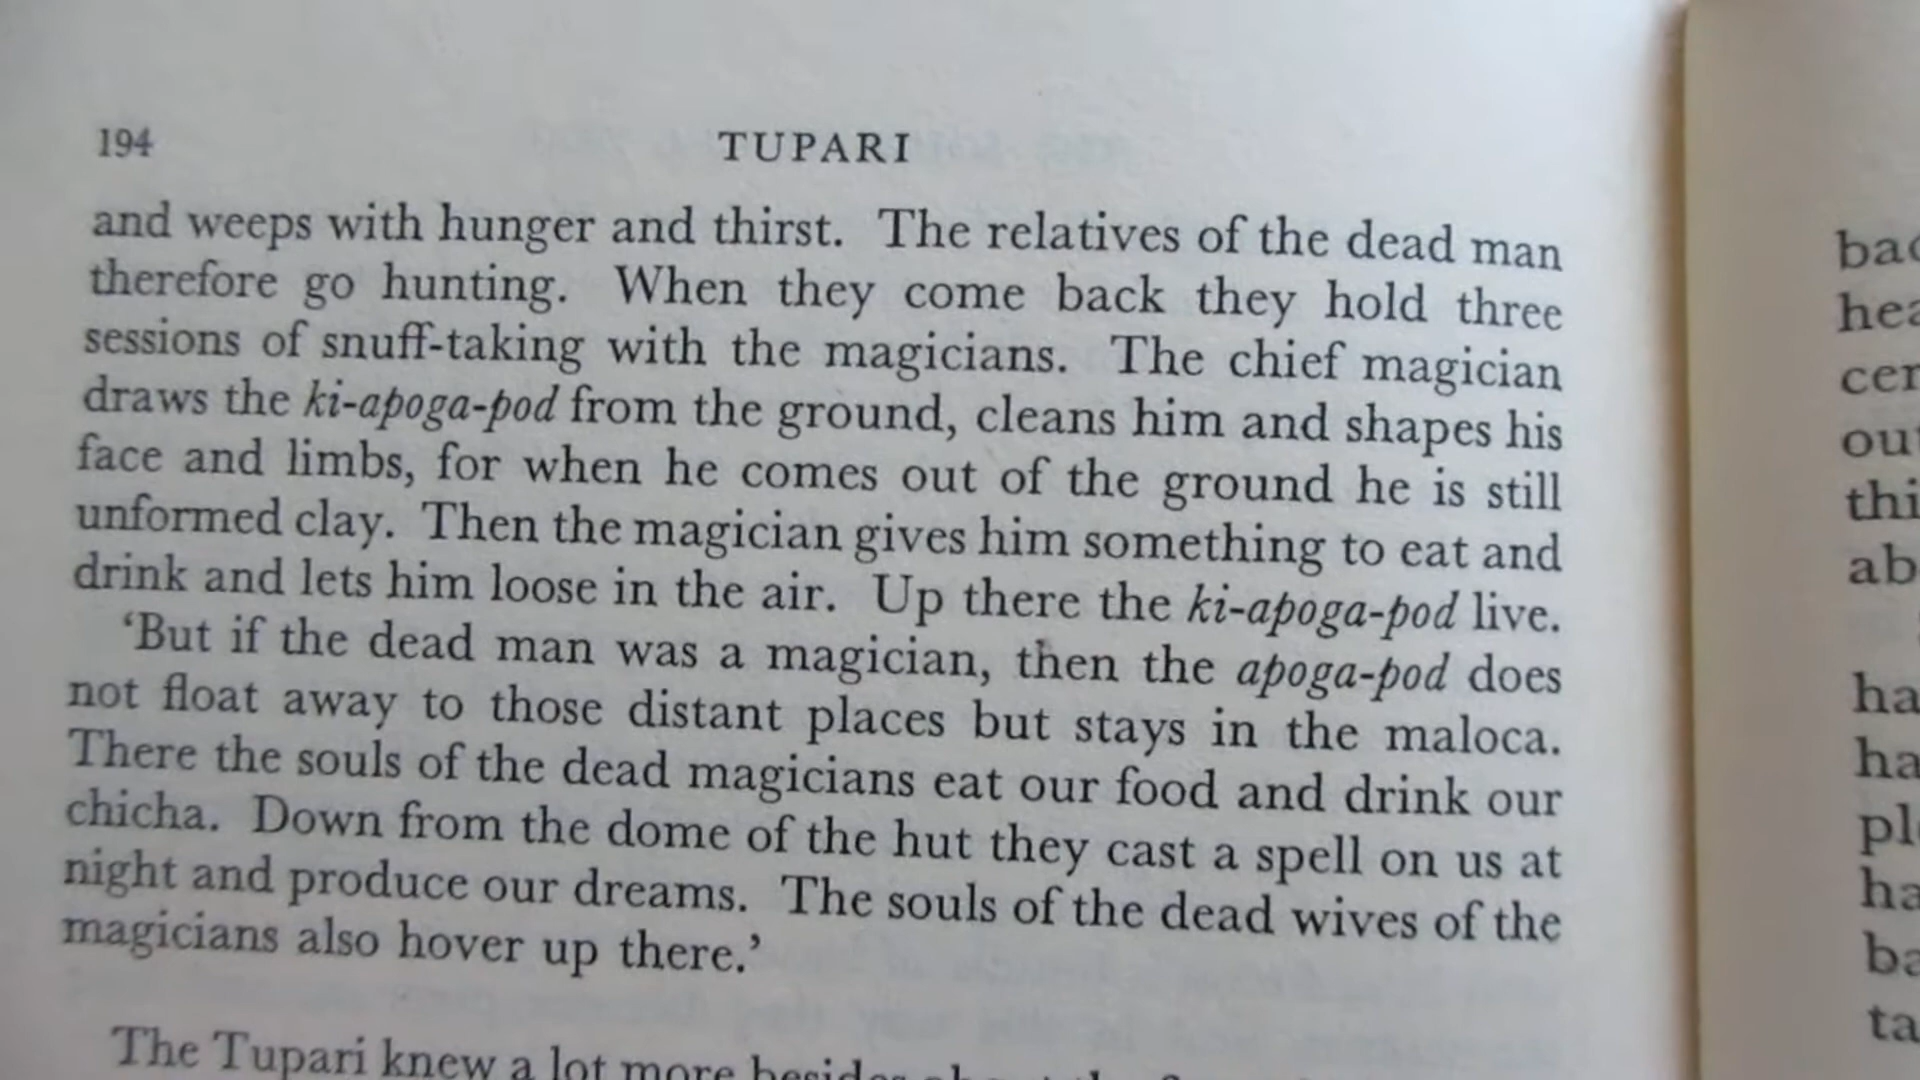 194
TUPARI
and weeps with hunger and thirst. The relatives of the dead man
therefore go hunting. When they come back they hold three
sessions of snuff-taking with the magicians. The chief magician
draws the ki-apoga-pod from the ground, cleans him and shapes his
face and limbs, for when he comes out of the ground he is still
unformed clay. Then the magician gives him something to eat and
drink and lets him loose in the air. Up there the ki-apoga-pod live.
‘But if the dead man was a magician, then the apoga-pod does
not float away to those distant places but stays in the maloca.
There the souls of the dead magicians eat our food and drink our
chicha. Down from the dome of the hut they cast a spell on us at
night and produce our dreams. The souls of the dead wives of the
magicians also hover up there.’
The Tupari knew a lot more besides